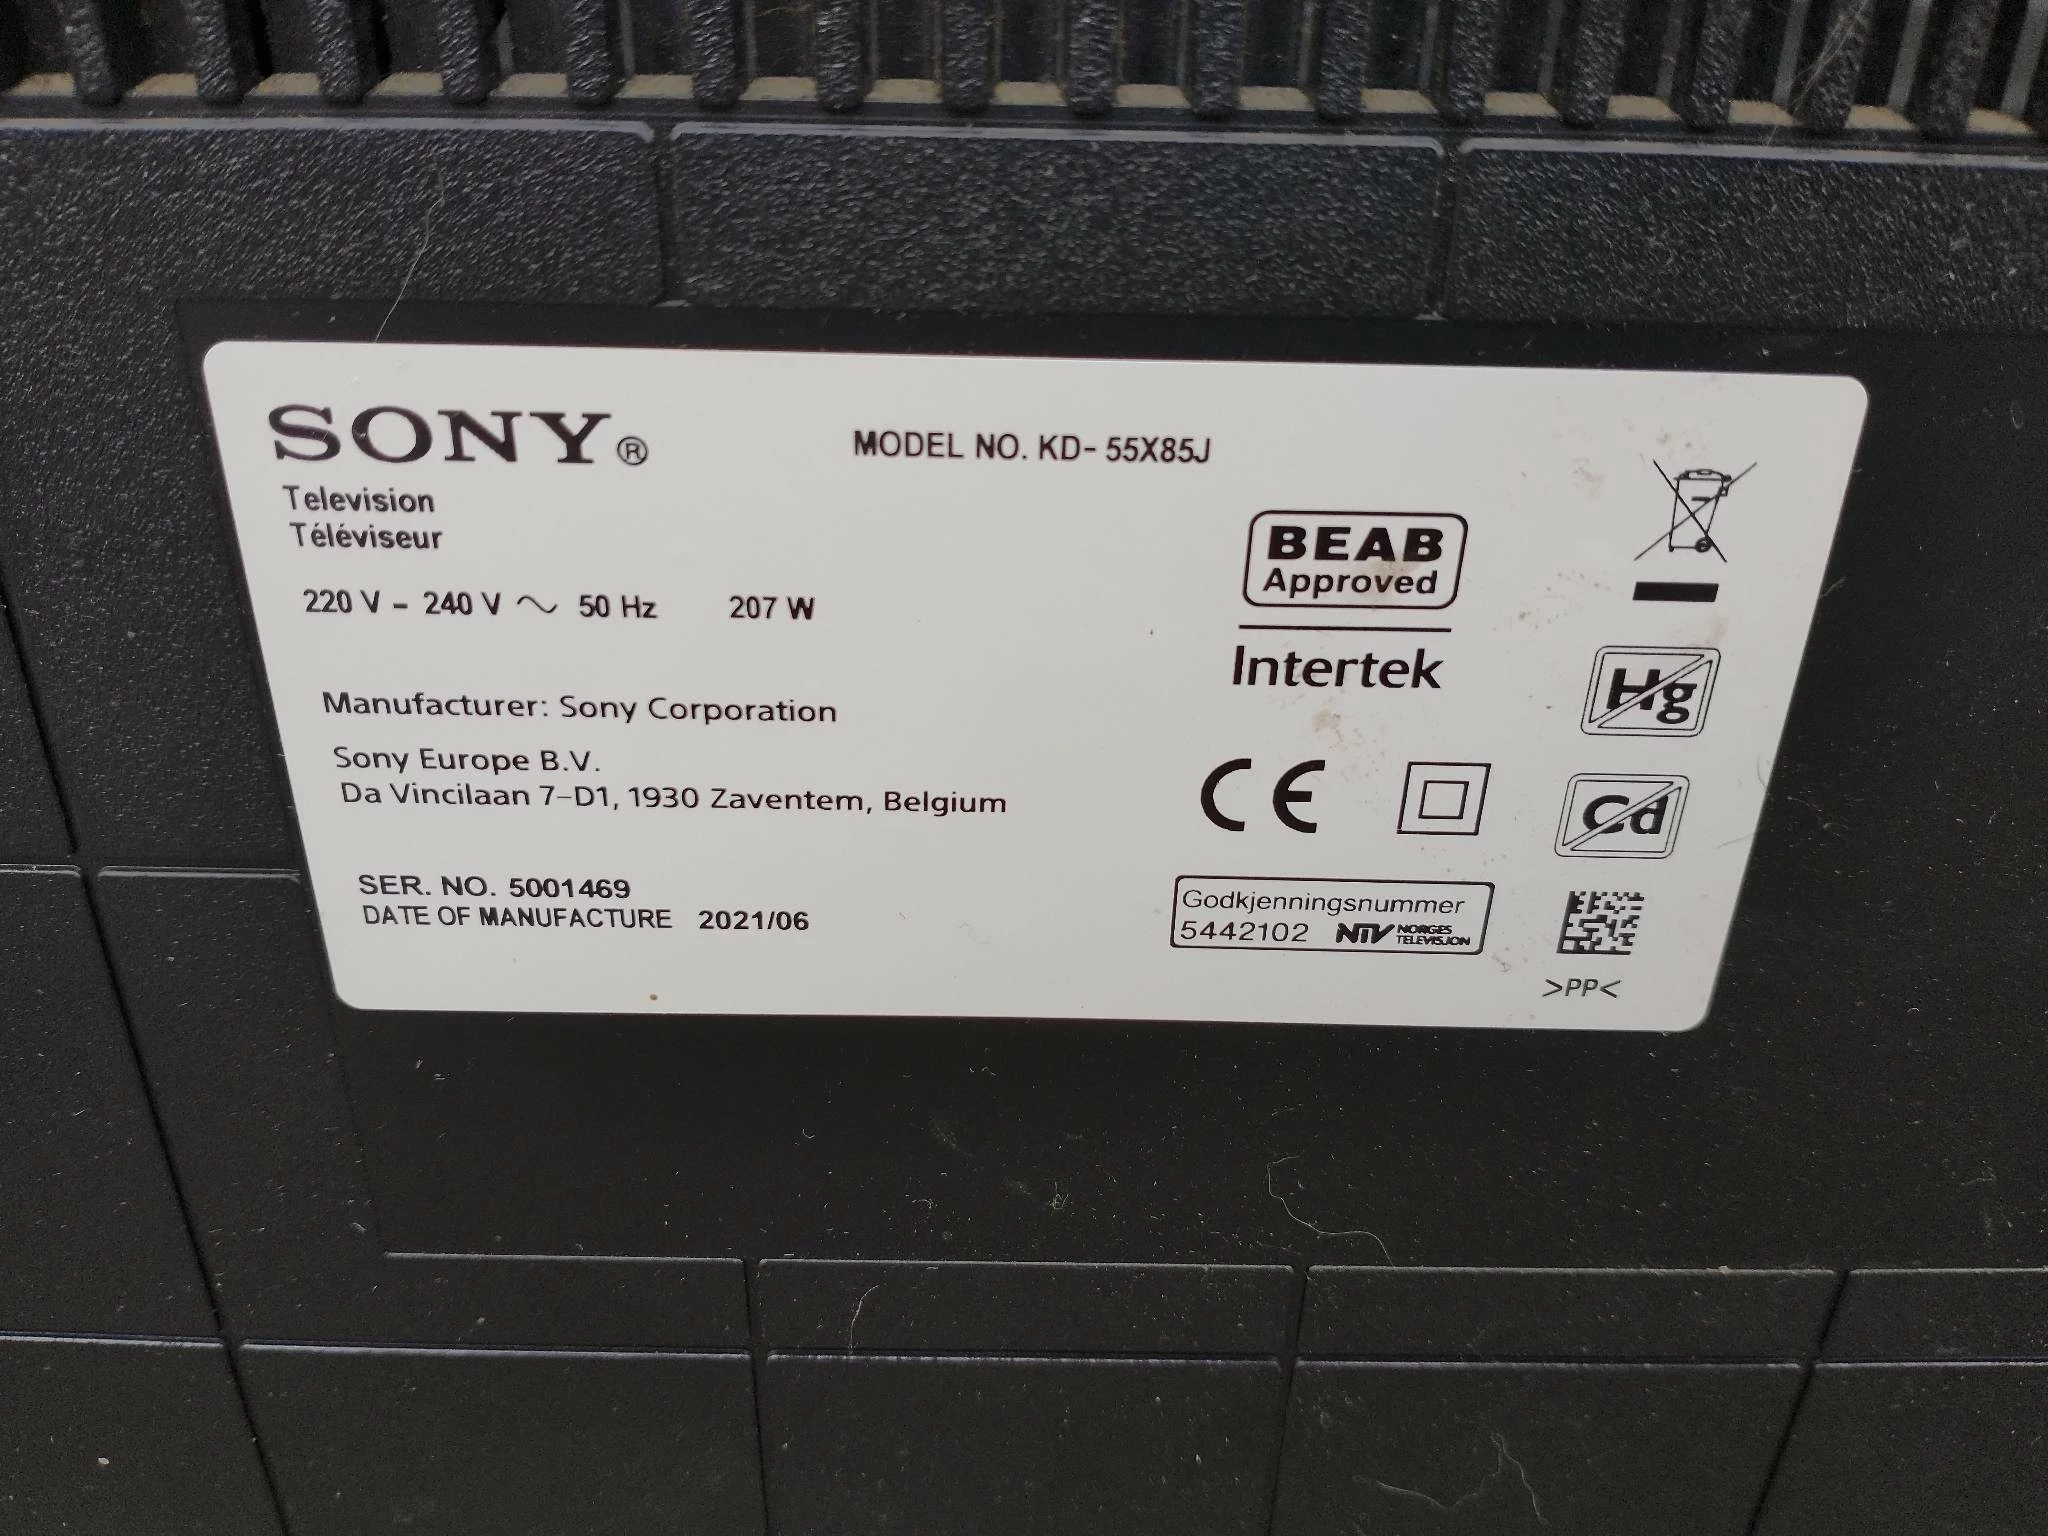 SONY®
MODEL NO. KD- 55X85J
Television
Téléviseur
220 V - 240 V ~ 50 Hz 207 W
BEAB
Approved
Intertek
Manufacturer: Sony Corporation
Sony Europe B.V.
Da Vincilaan 7-D1, 1930 Zaventem, Belgium
Hg
CE
Cd
SER. NO. 5001469
DATE OF MANUFACTURE 2021/06
Godkjenningsnummer
5442102 NTV NORGES TELEVISJON
>PP<